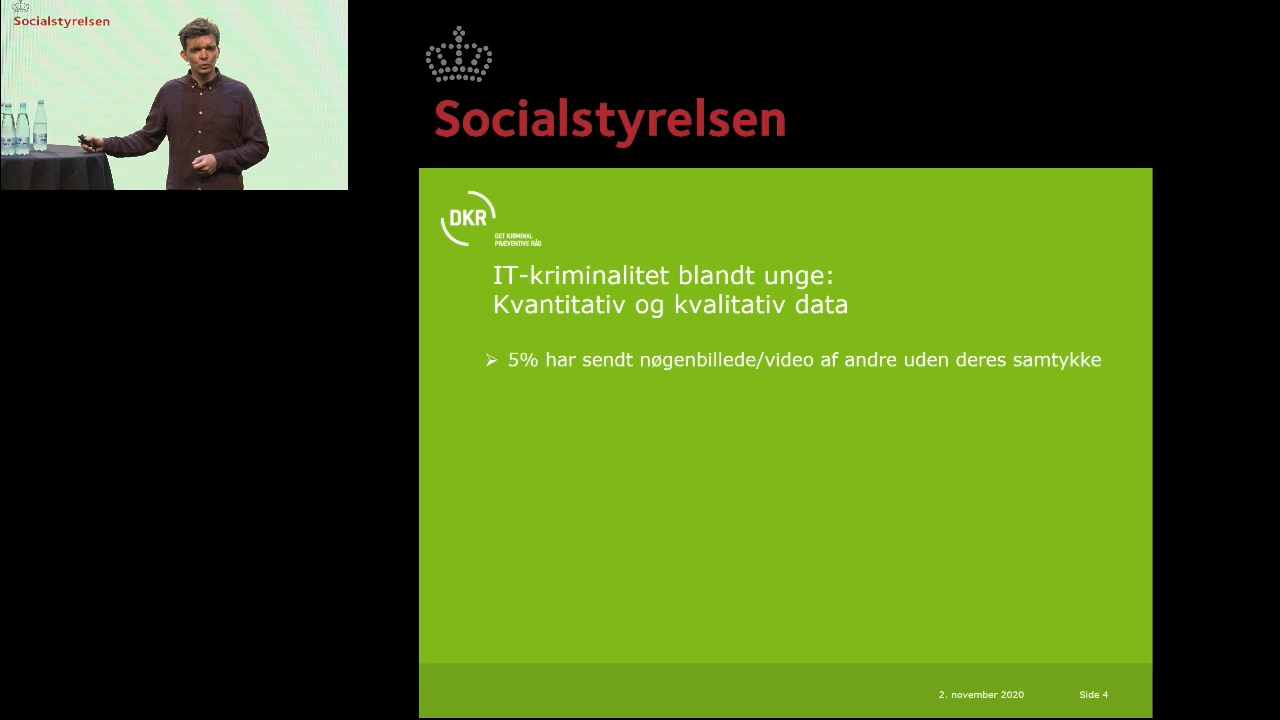 Socialstyrelsen
Socialstyrelsen
DKR
DET KRIMINAL
PRÆVENTIVE RÅD
IT-kriminalitet blandt unge:
Kvantitativ og kvalitativ data
➢ 5% har sendt nøgenbillede/video af andre uden deres samtykke
2. november 2020
Side 4